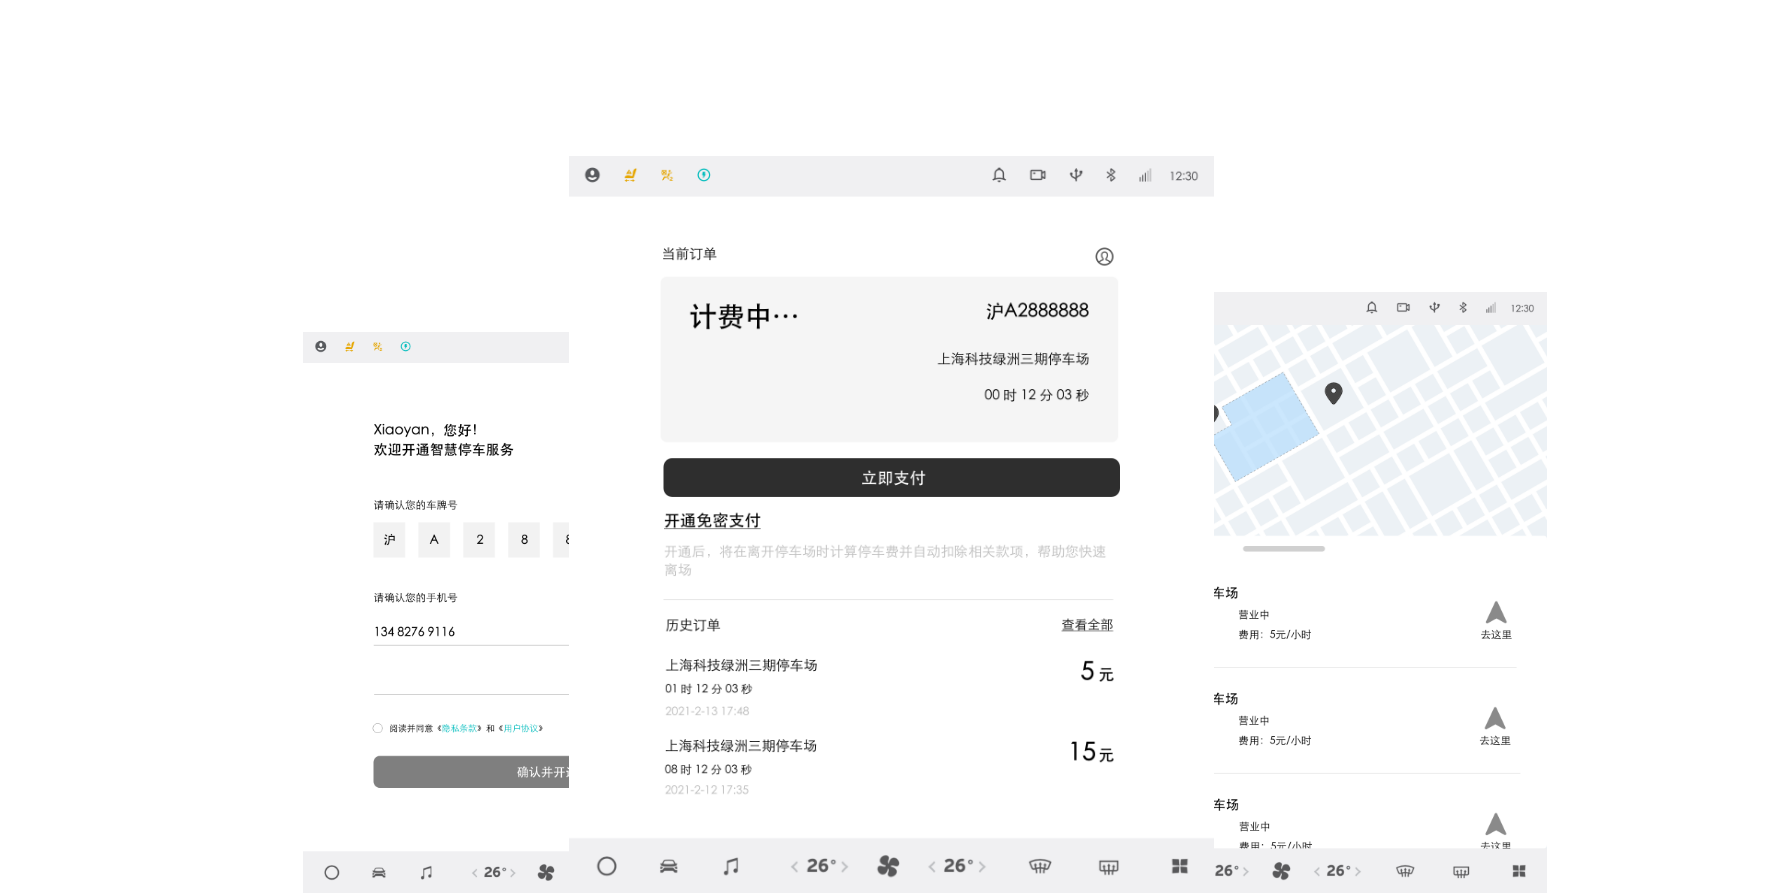 Xiaoyan，您好！
欢迎开通智慧停车服务
请确认您的车牌号
沪 A 2 8
请确认您的手机号
134 8276 9116
阅读并同意《隐私条款》和《用户协议》
确认并开
26°
12:30
当前订单
计费中…
沪A2888888
上海科技绿洲三期停车场
00 时 12 分 03 秒
立即支付
开通免密支付
开通后，将在离开停车场时计算停车费并自动扣除相关款项，帮助您快速
离场
历史订单
查看全部
上海科技绿洲三期停车场
5 元
01 时 12 分 03 秒
2021-2-13 17:48
上海科技绿洲三期停车场
15 元
08 时 12 分 03 秒
2021-2-12 17:35
26° 26°
12:30
车场
营业中
费用：5元/小时
去这里
车场
营业中
费用：5元/小时
去这里
车场
营业中
费用：5元/小时
去这里
26° 26°